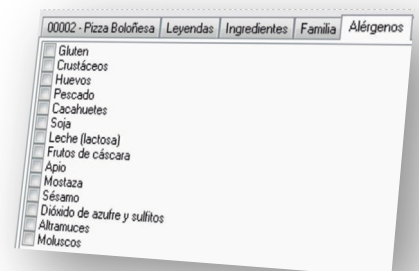 00002 - Pizza Boloñesa Leyendas Ingredientes Familia Alérgenos
Gluten
Crustáceos
Huevos
Pescado
Cacahuetes
Soja
Leche (lactosa)
Frutos de cáscara
Apio
Mostaza
Sésamo
Dióxido de azufre y sulfitos
Altramuces
Moluscos